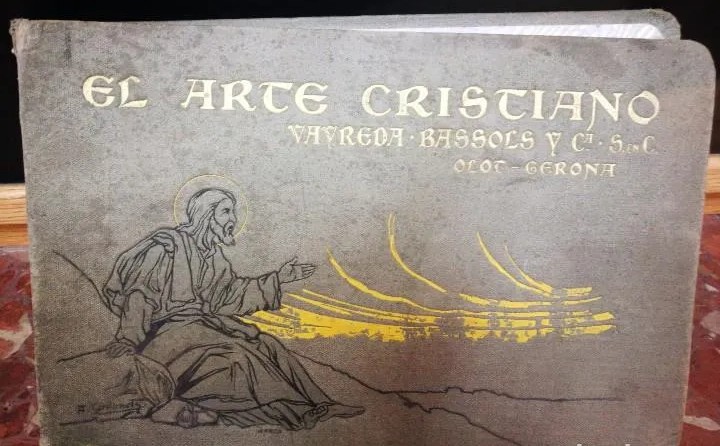 EL ARTE CRISTIANO
VAYREDA · BASSOLS Y Cª · S. EN C.
OLOT - GERONA